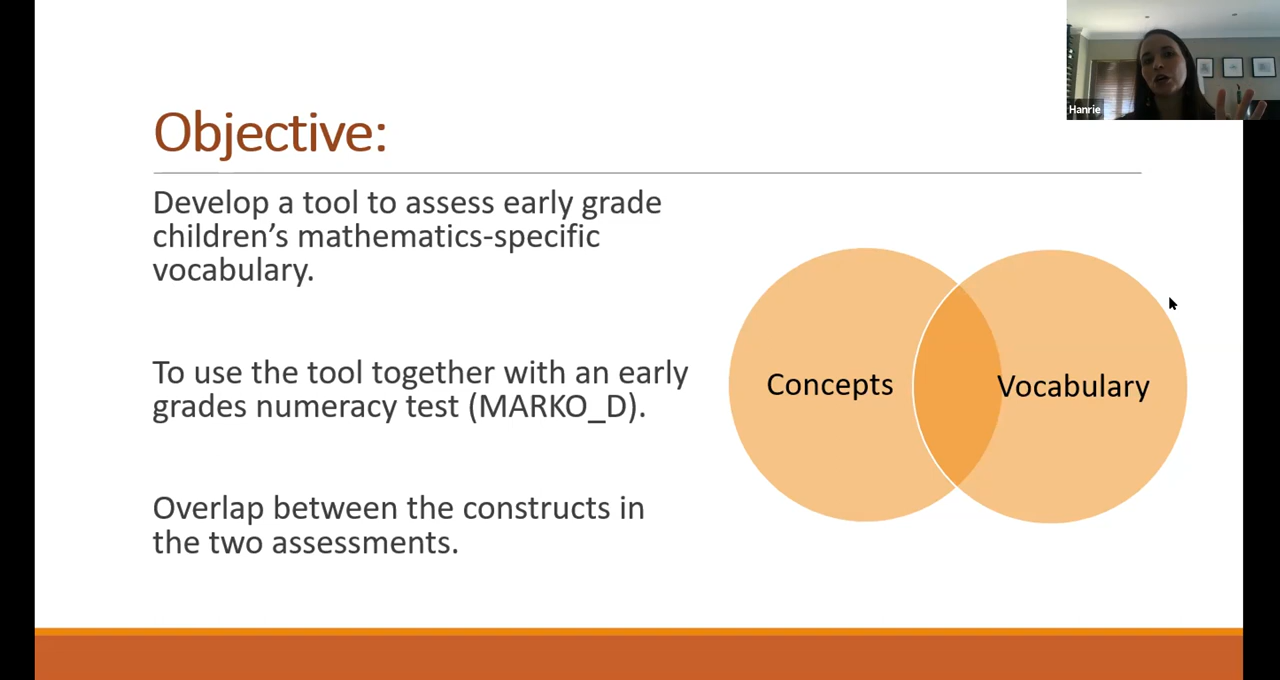 Hanrie
Objective:
Develop a tool to assess early grade
children’s mathematics-specific
vocabulary.
To use the tool together with an early
grades numeracy test (MARKO_D).
Overlap between the constructs in
the two assessments.
Concepts
Vocabulary